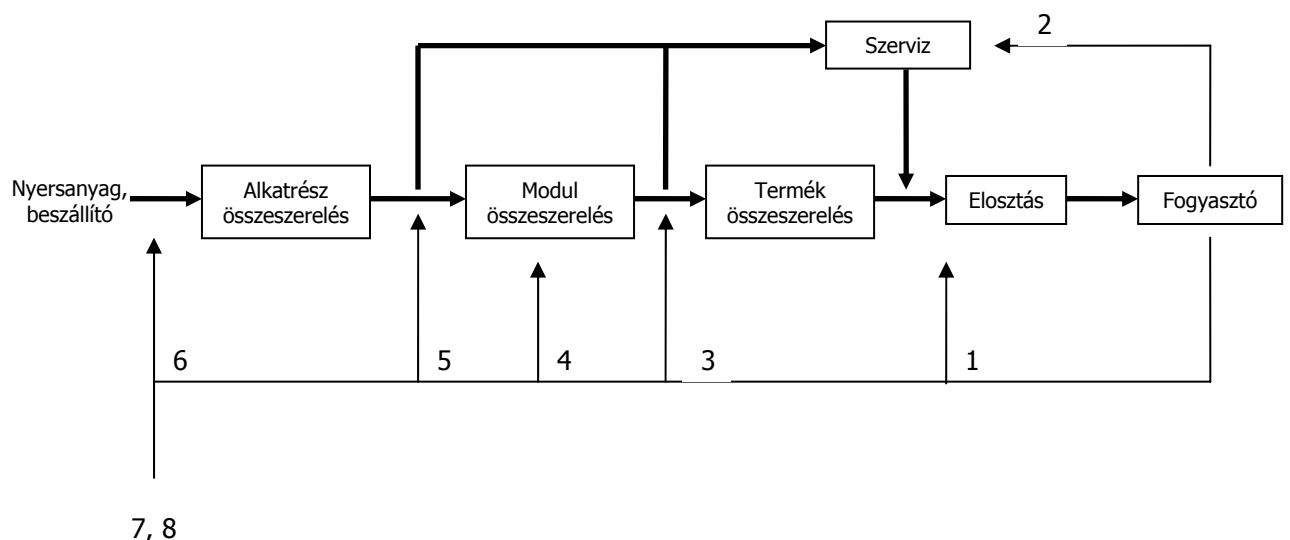 2
Szerviz
Nyersanyag,
beszállító
Alkatrész
összeszerelés
Modul
összeszerelés
Termék
összeszerelés
Elosztás
Fogyasztó
6
5
4
3
1
7, 8